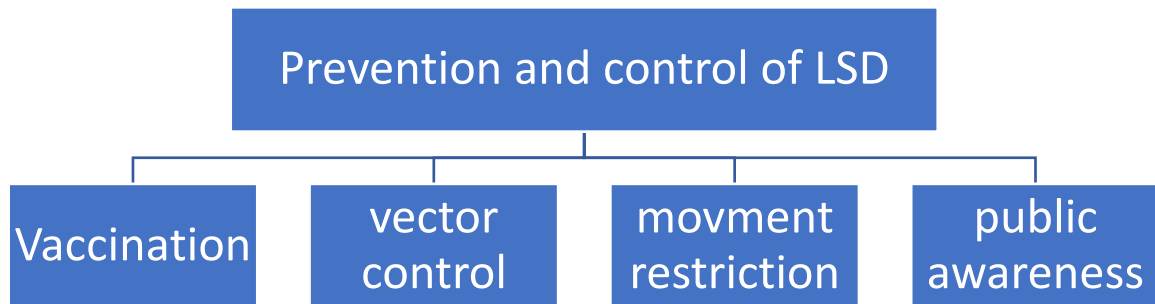 Prevention and control of LSD
Vaccination
vector
control
movment
restriction
public
awareness